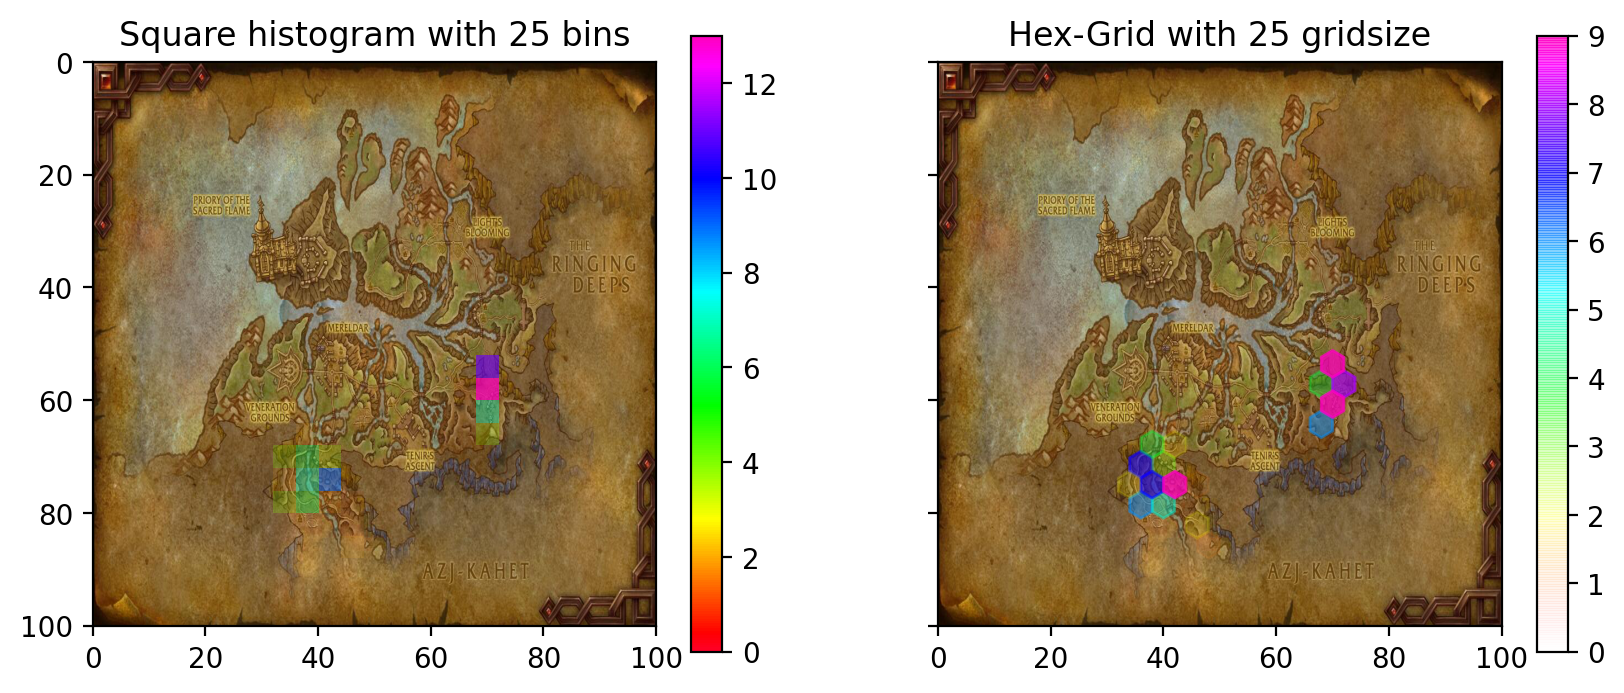 Square histogram with 25 bins
0
20
40
60
80
100
0
20
40
60
80
100
PRIORY OF THE
SACRED FLAME
LIGHT'S
BLOOMING
THE
RINGING
DEEPS
MERELDAR
VENERATION
GROUNDS
TENIR'S
ASCENT
AZJ-KAHET
12
10
8
6
4
2
0
Hex-Grid with 25 gridsize
0
20
40
60
80
100
PRIORY OF THE
SACRED FLAME
LIGHT'S
BLOOMING
THE
RINGING
DEEPS
MERELDAR
VENERATION
GROUNDS
TENIR'S
ASCENT
AZJ-KAHET
9
8
7
6
5
4
3
2
1
0